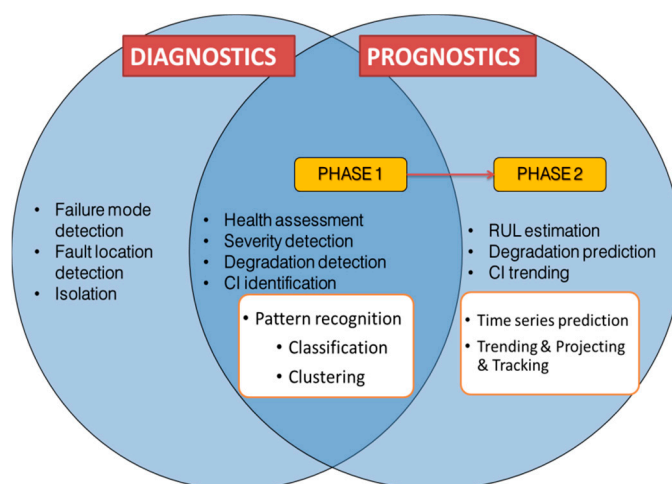 DIAGNOSTICS
PROGNOSTICS
PHASE 1
PHASE 2
• Failure mode
detection
• Fault location
detection
• Isolation
• Health assessment
• Severity detection
• Degradation detection
• CI identification
• Pattern recognition
• Classification
• Clustering
• RUL estimation
• Degradation prediction
• CI trending
• Time series prediction
• Trending & Projecting
& Tracking